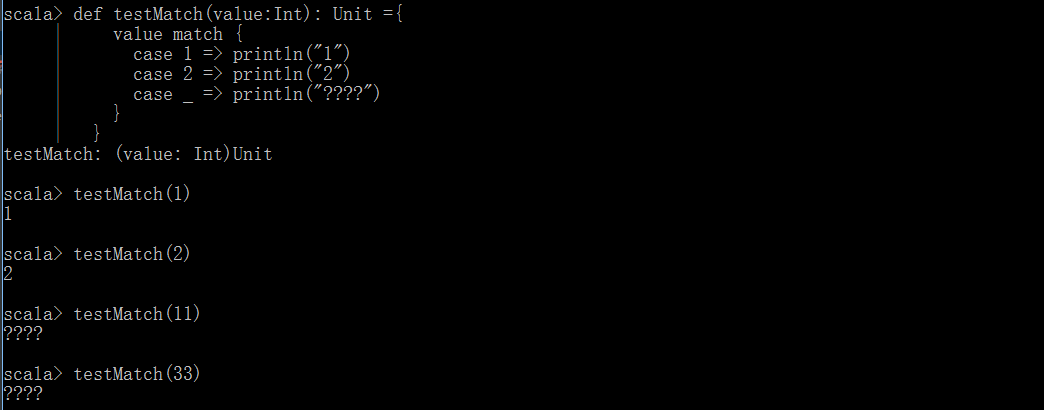 scala> def testMatch(value:Int): Unit ={
     |     value match {
     |       case 1 => println("1")
     |       case 2 => println("2")
     |       case _ => println("????")
     |     }
     |   }
testMatch: (value: Int)Unit
scala> testMatch(1)
1
scala> testMatch(2)
2
scala> testMatch(11)
????
scala> testMatch(33)
????